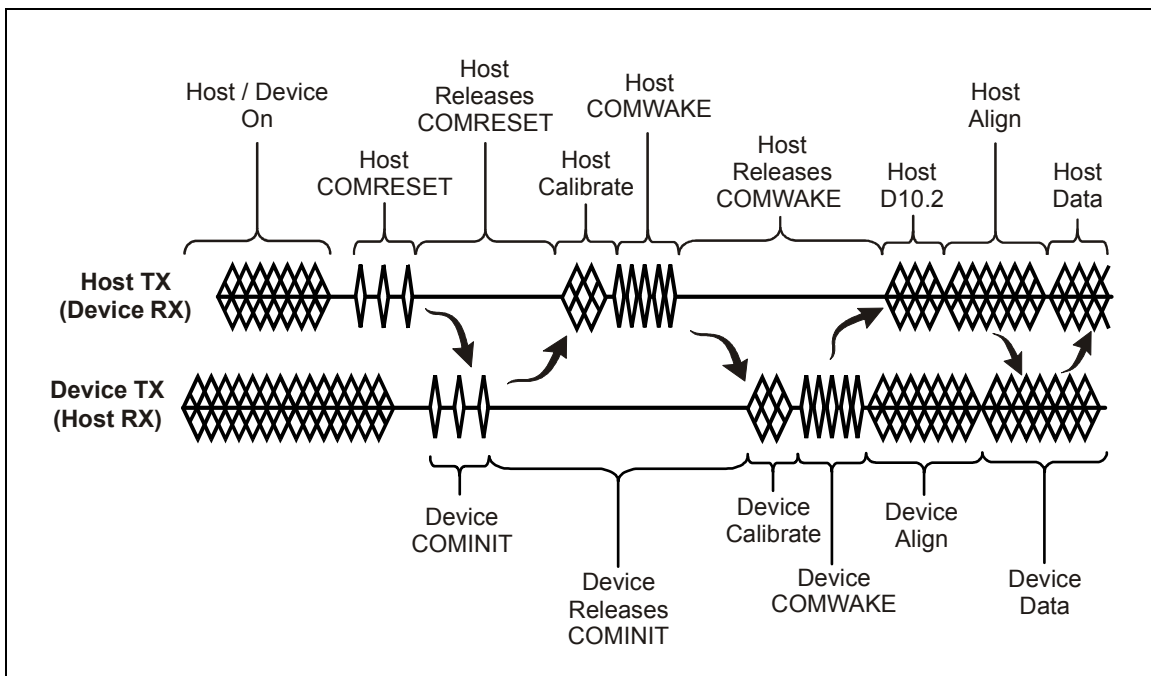 Host / Device
On
Host
COMRESET
Host
Releases
COMRESET
Host
Calibrate
Host
COMWAKE
Host
Releases
COMWAKE
Host
D10.2
Host
Align
Host
Data
Host TX
(Device RX)
Device TX
(Host RX)
Device
COMINIT
Device
Releases
COMINIT
Device
Calibrate
Device
COMWAKE
Device
Align
Device
Data